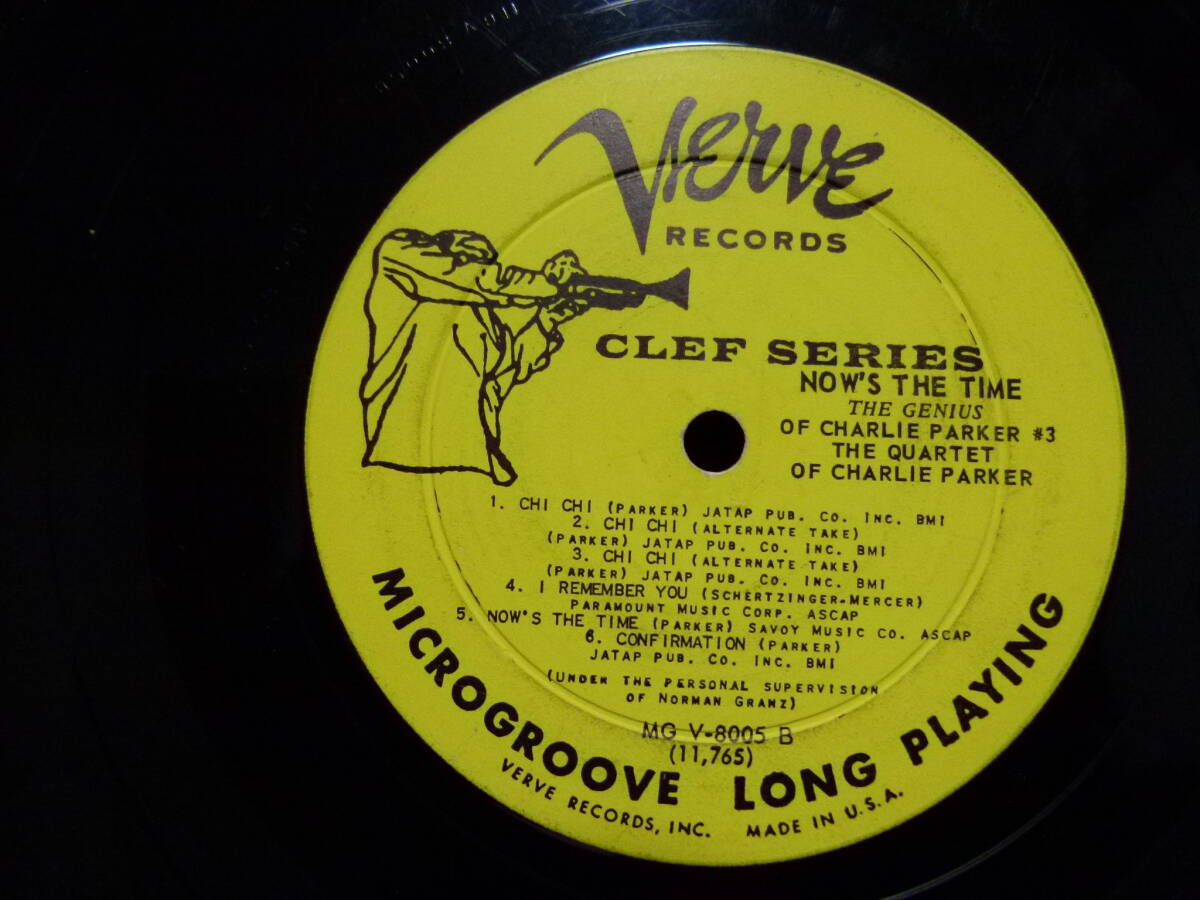 Verve
RECORDS
CLEF SERIES
NOW'S THE TIME
THE GENIUS
OF CHARLIE PARKER #3
THE QUARTET
OF CHARLIE PARKER
1. CHI CHI (PARKER) JATAP PUB. CO. INC. BMI
2. CHI CHI (ALTERNATE TAKE)
(PARKER) JATAP PUB. CO. INC. BMI
3. CHI CHI (ALTERNATE TAKE)
(PARKER) JATAP PUB. CO. INC. BMI
4. I REMEMBER YOU (SCHERTZINGER-MERCER)
PARAMOUNT MUSIC CORP. ASCAP
5. NOW'S THE TIME (PARKER) SAVOY MUSIC CO. ASCAP
6. CONFIRMATION (PARKER)
JATAP PUB. CO. INC. BMI
(UNDER THE PERSONAL SUPERVISION
OF NORMAN GRANZ)
MG V-8005 B
(11,765)
MICROGROOVE LONG PLAYING
VERVE RECORDS, INC. MADE IN U.S.A.